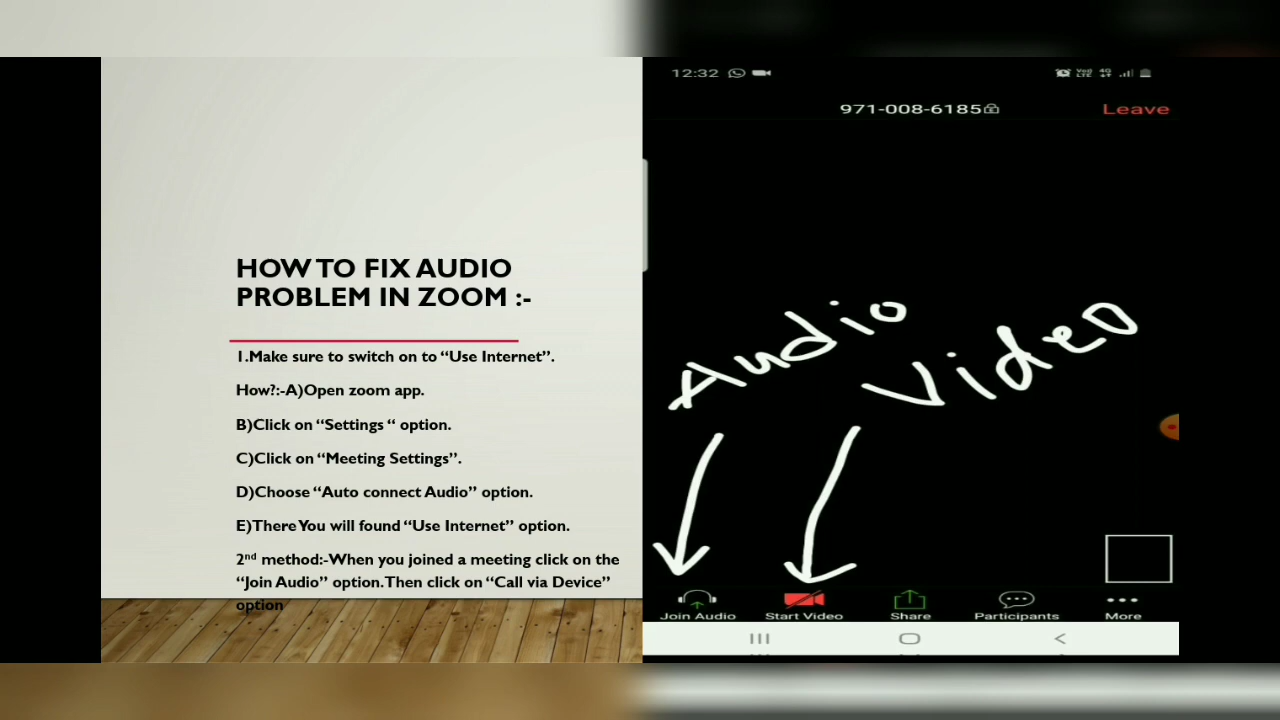 HOW TO FIX AUDIO
PROBLEM IN ZOOM :-
1.Make sure to switch on to “Use Internet”.
How?:-A)Open zoom app.
B)Click on “Settings “ option.
C)Click on “Meeting Settings”.
D)Choose “Auto connect Audio” option.
E)There You will found “Use Internet” option.
2nd method:-When you joined a meeting click on the
“Join Audio” option.Then click on “Call via Device”
option
12:32
Vo) 4G
LTE
971-008-6185
Leave
Audio
Video
Join Audio
Start Video
Share
Participants
More